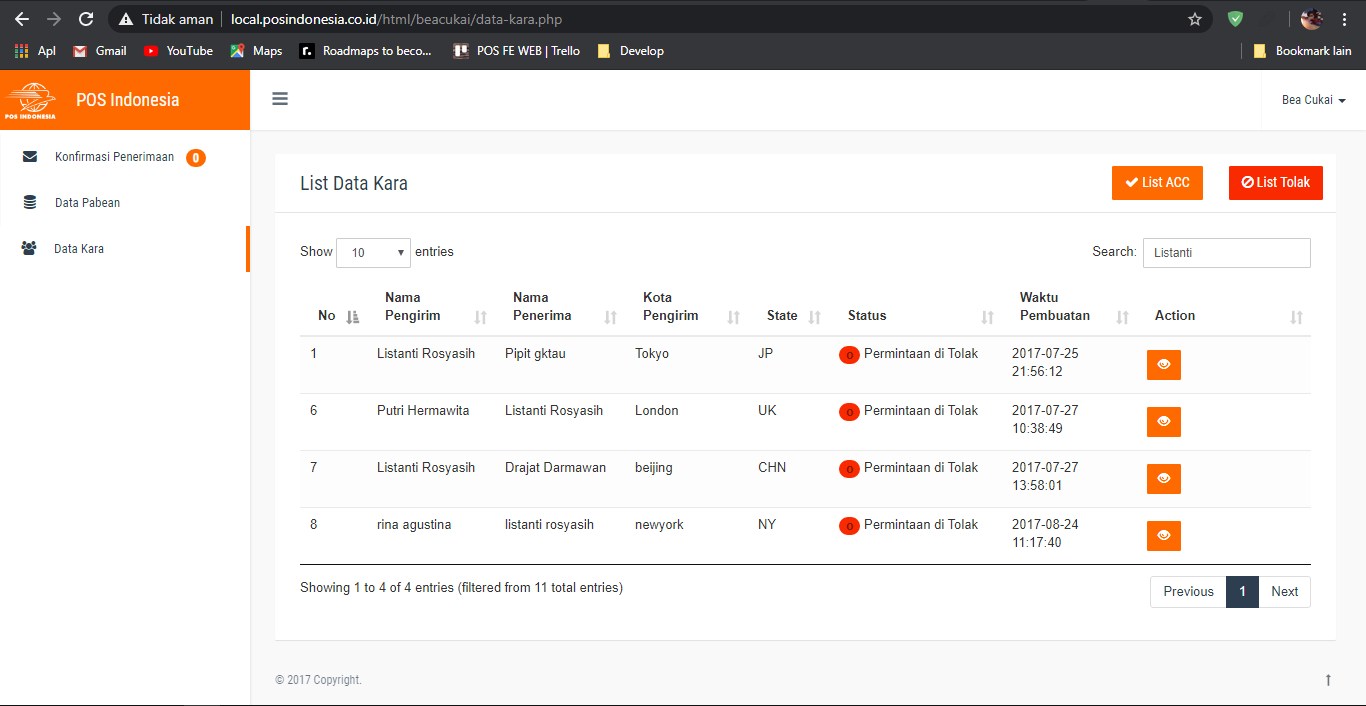 Tidak aman local.posindonesia.co.id/html/beacukai/data-kara.php
Apl Gmail YouTube Maps Roadmaps to beco... POS FE WEB | Trello Develop Bookmark lain
POS INDONESIA
POS Indonesia
Bea Cukai
Konfirmasi Penerimaan 0
Data Pabean
Data Kara
List Data Kara
List ACC
List Tolak
Show 10 entries
Search: Listanti
No Nama Pengirim Nama Penerima Kota Pengirim State Status Waktu Pembuatan Action
1 Listanti Rosyasih Pipit gktau Tokyo JP 0 Permintaan di Tolak 2017-07-25
21:56:12
6 Putri Hermawita Listanti Rosyasih London UK 0 Permintaan di Tolak 2017-07-27
10:38:49
7 Listanti Rosyasih Drajat Darmawan beijing CHN 0 Permintaan di Tolak 2017-07-27
13:58:01
8 rina agustina listanti rosyasih newyork NY 0 Permintaan di Tolak 2017-08-24
11:17:40
Showing 1 to 4 of 4 entries (filtered from 11 total entries)
Previous 1 Next
© 2017 Copyright.